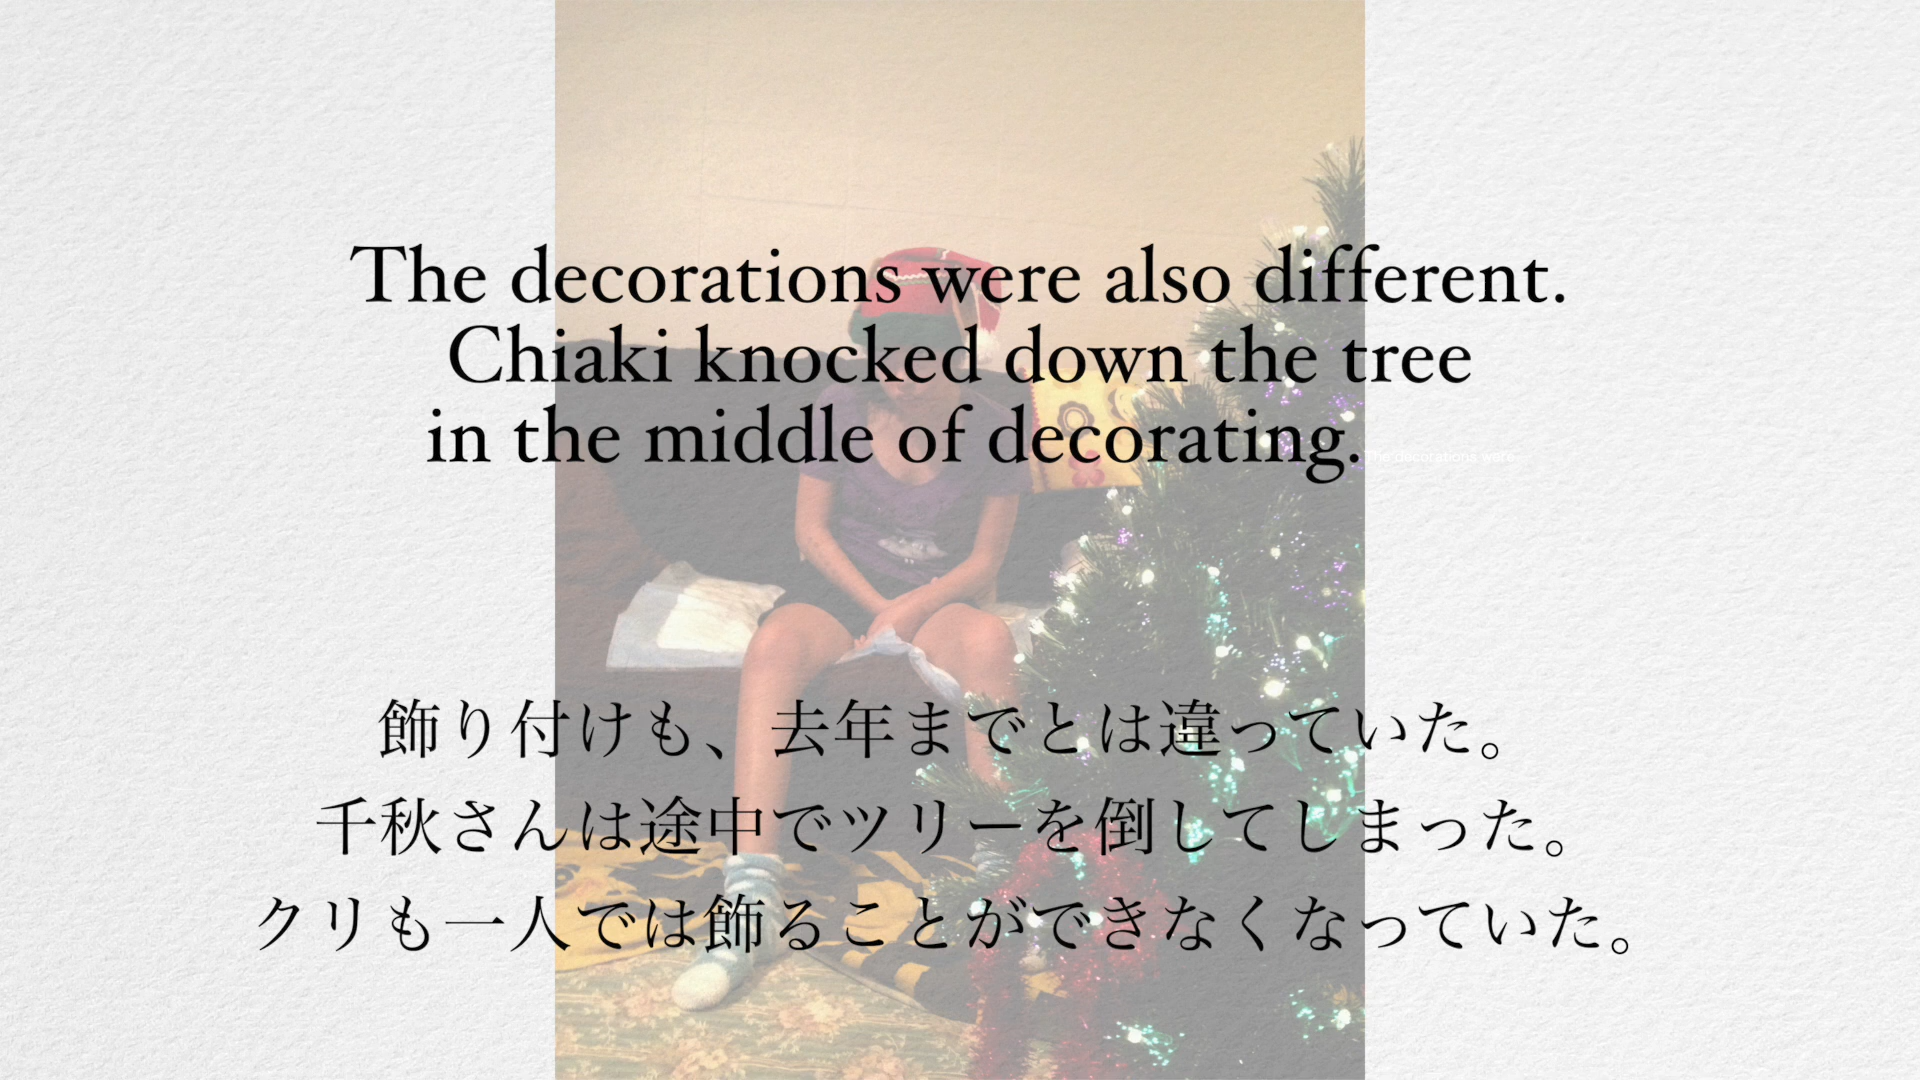 The decorations were also different.
Chiaki knocked down the tree
in the middle of decorating.
The decorations were
飾り付けも、去年までとは違っていた。
千秋さんは途中でツリーを倒してしまった。
クリも一人では飾ることができなくなっていた。